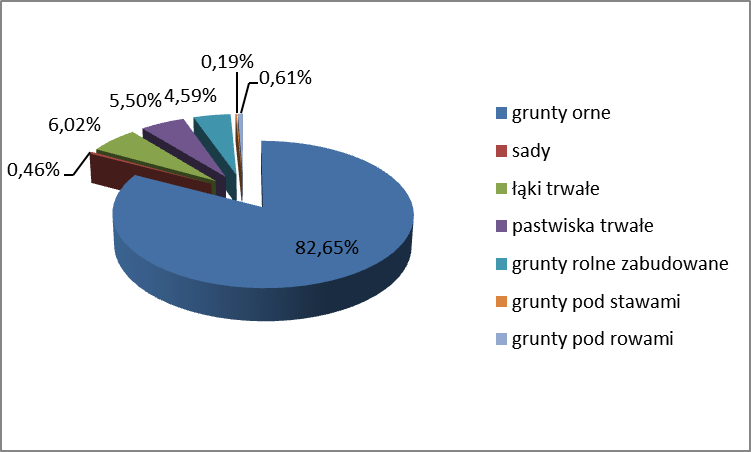 0,19%
0,61%
5,50%
4,59%
6,02%
0,46%
82,65%
grunty orne
sady
łąki trwałe
pastwiska trwałe
grunty rolne zabudowane
grunty pod stawami
grunty pod rowami